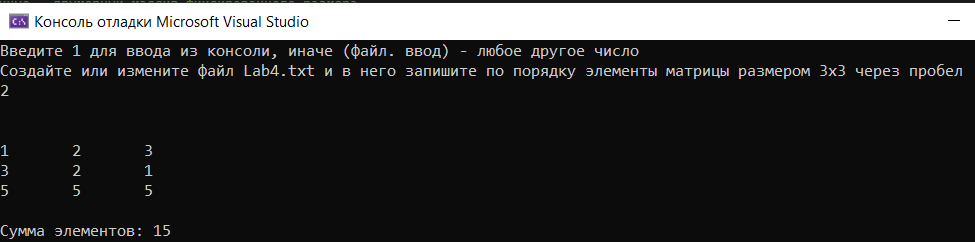 Консоль отладки Microsoft Visual Studio
Введите 1 для ввода из консоли, иначе (файл. ввод) - любое другое число
Создайте или измените файл Lab4.txt и в него запишите по порядку элементы матрицы размером 3x3 через пробел
2
1 2 3
3 2 1
5 5 5
Сумма элементов: 15